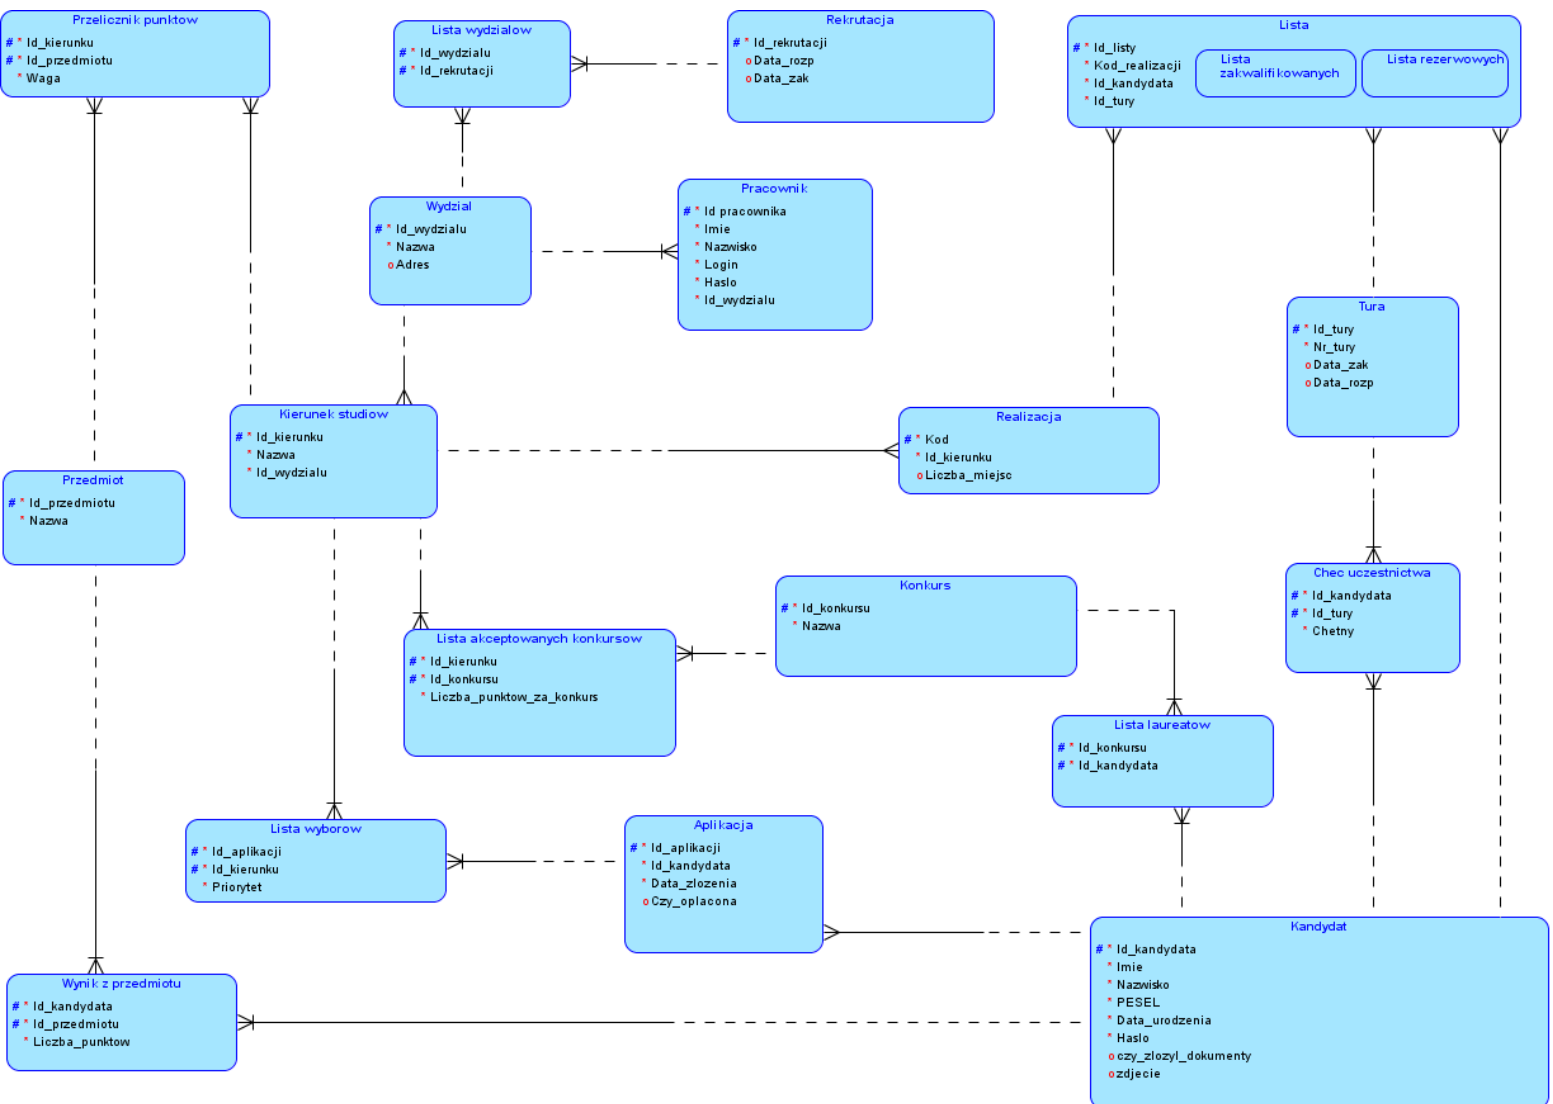 Przelicznik punktow
# * Id_kierunku
# * Id_przedmiotu
* Waga
Lista wydzialow
# * Id_wydzialu
# * Id_rekrutacji
Rekrutacja
# * Id_rekrutacji
o Data_rozp
o Data_zak
Lista
# * Id_listy
* Kod_realizacji
* Id_kandydata
* Id_tury
Lista
zakwalifikowanych
Lista rezerwowych
Wydzial
# * Id_wydzialu
* Nazwa
o Adres
Pracownik
# * Id pracownika
* Imie
* Nazwisko
* Login
* Haslo
* Id_wydzialu
Tura
# * Id_tury
* Nr_tury
o Data_zak
o Data_rozp
Kierunek studiow
# * Id_kierunku
* Nazwa
* Id_wydzialu
Realizacja
# * Kod
* Id_kierunku
o Liczba_miejsc
Przedmiot
# * Id_przedmiotu
* Nazwa
Chec uczestnictwa
# * Id_kandydata
# * Id_tury
* Chetny
Konkurs
# * Id_konkursu
* Nazwa
Lista akceptowanych konkursow
# * Id_kierunku
# * Id_konkursu
* Liczba_punktow_za_konkurs
Lista laureatow
# * Id_konkursu
# * Id_kandydata
Lista wyborow
# * Id_aplikacji
# * Id_kierunku
* Priorytet
Aplikacja
# * Id_aplikacji
* Id_kandydata
* Data_zlozenia
o Czy_oplacona
Kandydat
# * Id_kandydata
* Imie
* Nazwisko
* PESEL
* Data_urodzenia
* Haslo
o czy_zlozyl_dokumenty
o zdjecie
Wynik z przedmiotu
# * Id_kandydata
# * Id_przedmiotu
* Liczba_punktow